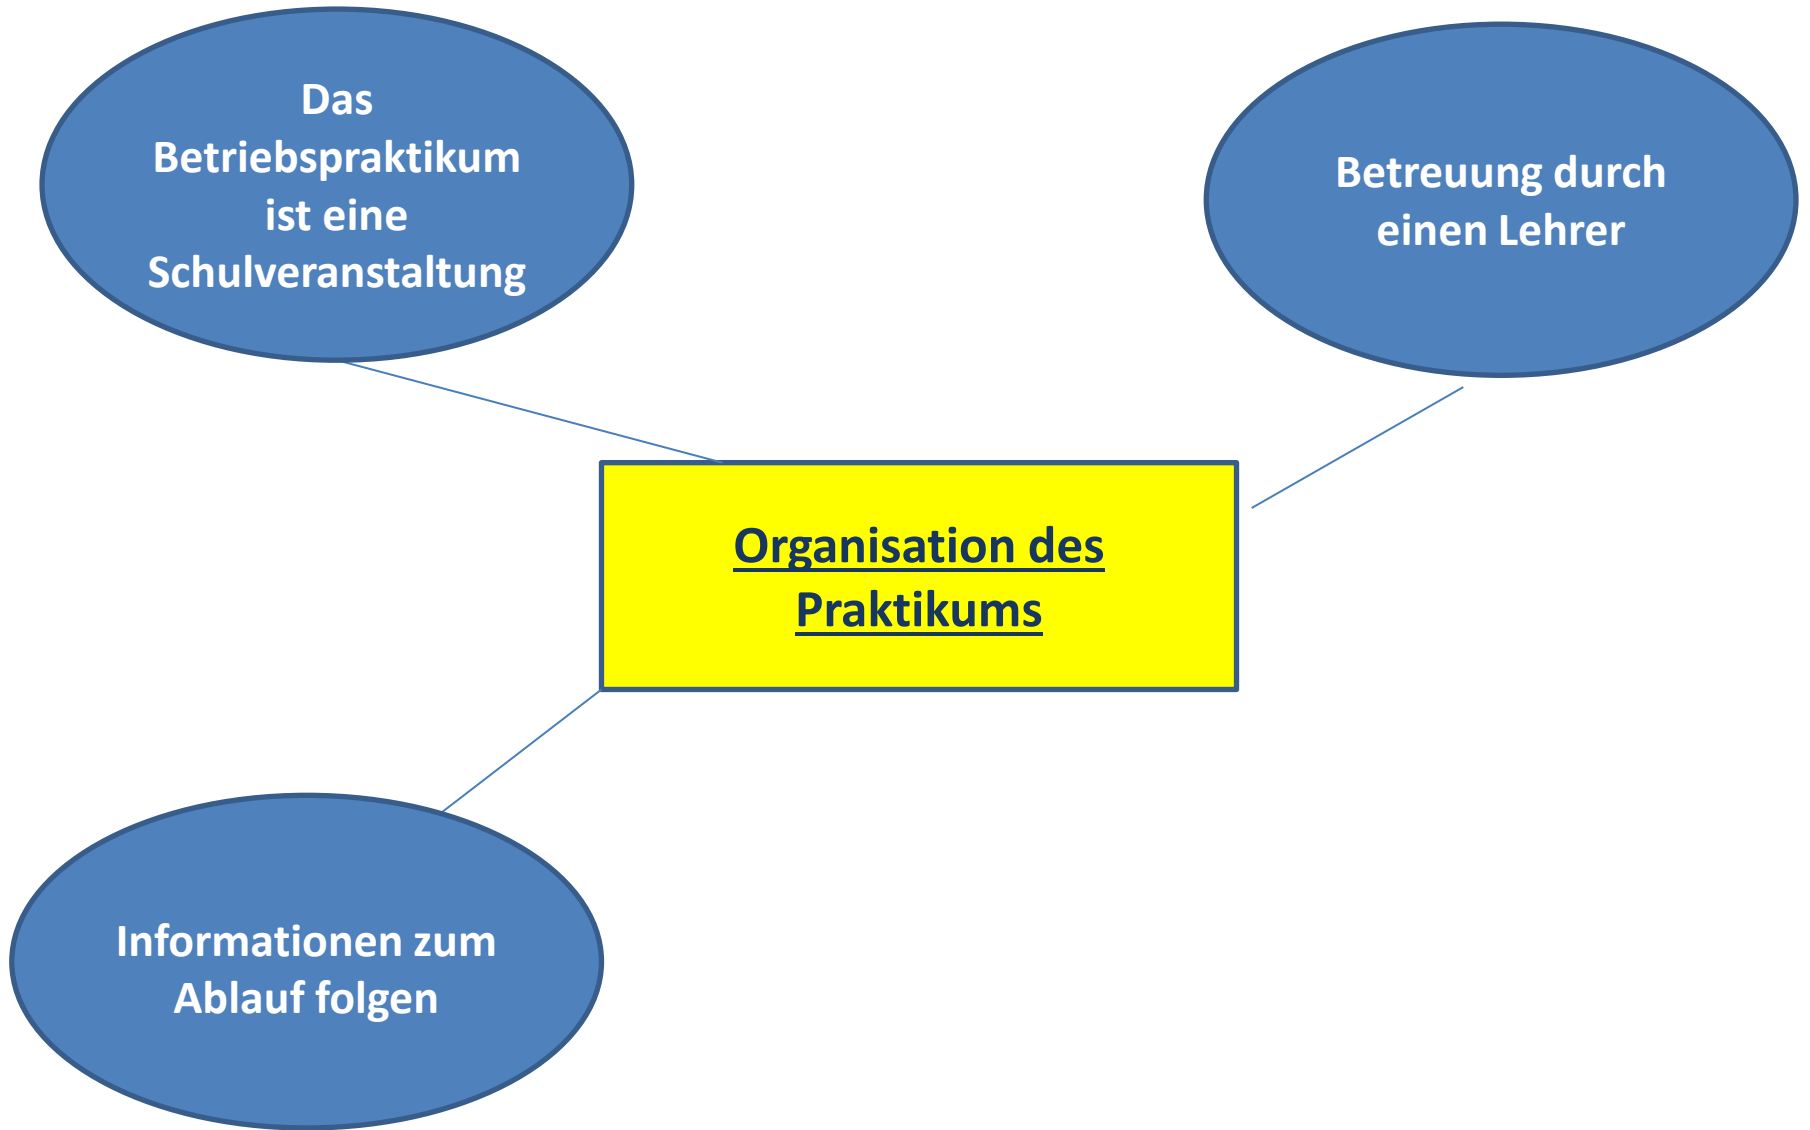 Das
Betriebspraktikum
ist eine
Schulveranstaltung
Betreuung durch
einen Lehrer
Organisation des
Praktikums
Informationen zum
Ablauf folgen